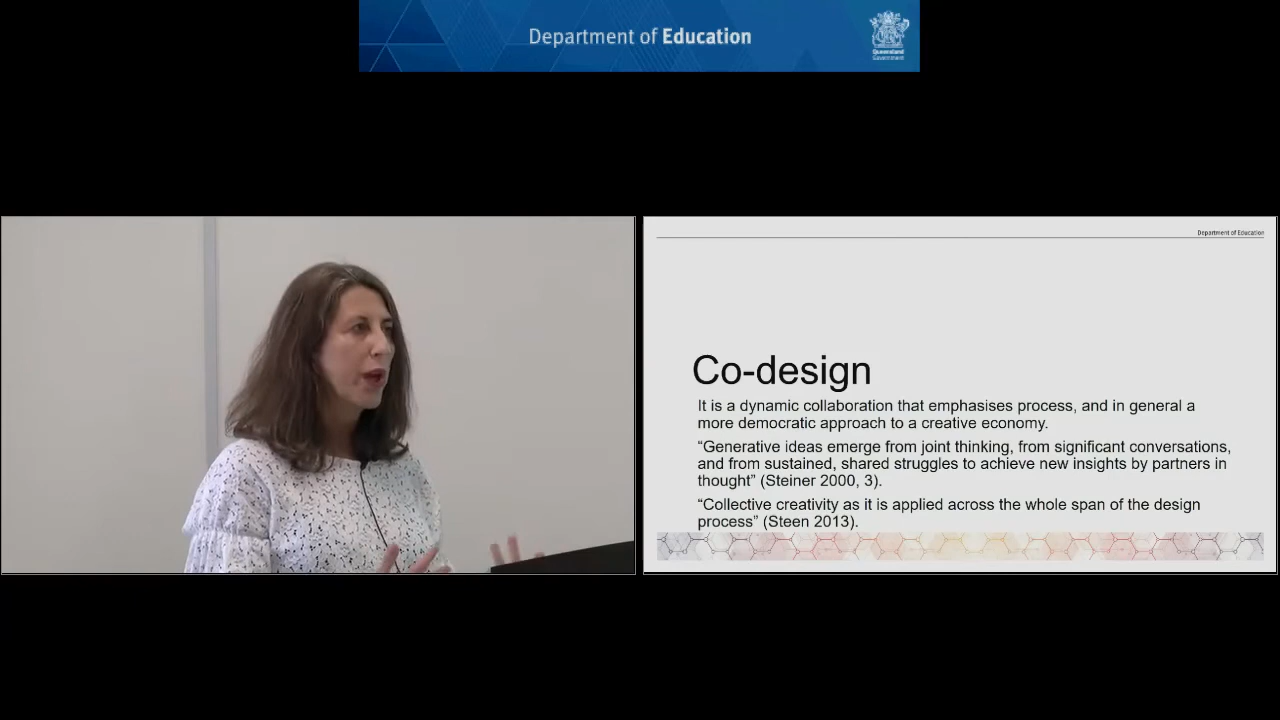 Department of Education
Queensland
Government
Department of Education
Co-design
It is a dynamic collaboration that emphasises process, and in general a
more democratic approach to a creative economy.
“Generative ideas emerge from joint thinking, from significant conversations,
and from sustained, shared struggles to achieve new insights by partners in
thought” (Steiner 2000, 3).
“Collective creativity as it is applied across the whole span of the design
process” (Steen 2013).